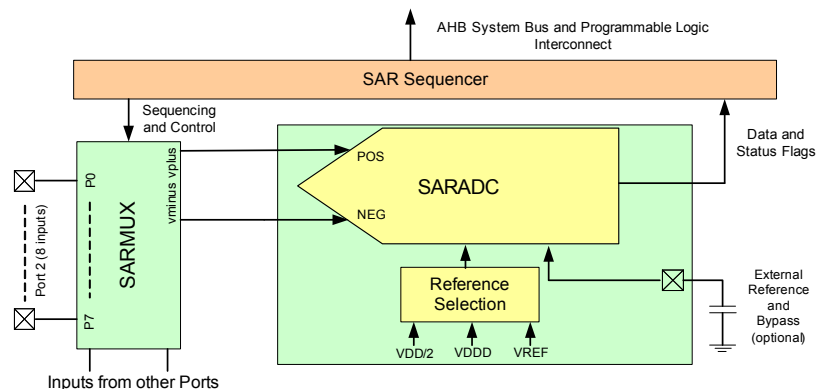 AHB System Bus and Programmable Logic
Interconnect
SAR Sequencer
Sequencing
and Control
Data and
Status Flags
vminus vplus
POS
SARADC
NEG
P0
Port 2 (8 inputs)
SARMUX
P7
Reference
Selection
External
Reference
and
Bypass
(optional)
VDD/2
VDDD
VREF
Inputs from other Ports